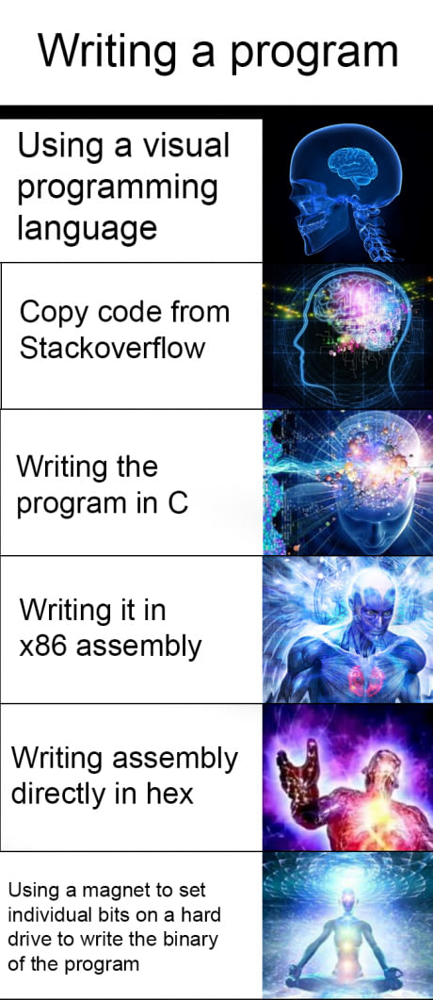 Writing a program
Using a visual
programming
language
Copy code from
Stackoverflow
Writing the
program in C
Writing it in
x86 assembly
Writing assembly
directly in hex
Using a magnet to set
individual bits on a hard
drive to write the binary
of the program